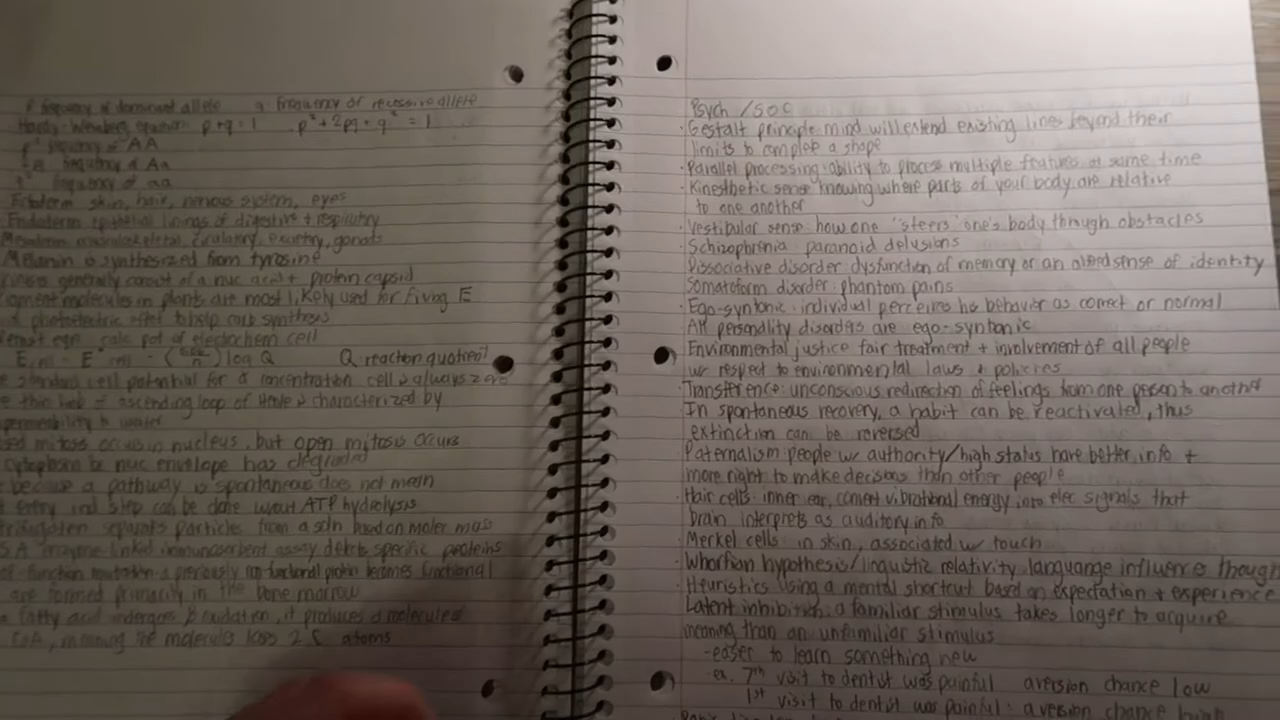 P frequency of dominant allele q: frequency of recessive allele
Hardy-Weinberg equation p+q=1 p²+2pq+q²=1
p² frequency of AA
frequency of Aa
frequency of aa
Ectoderm skin, hair, nervous system, eyes
Endoderm epithelial linings of digestive + respiratory
Mesoderm musculoskeletal, circulatory, excretory, gonads
Melanin is synthesized from tyrosine
generally consist of a nuc acid + protein capsid
molecules in plants are most likely used for fixing E
photoelectric effect to help carb synthesis
eqn calc pot of electrochem cell
log Q Q: reaction quotient
standard cell potential for a concentration cell is always zero
ascending loop of Henle is characterized by
permeability to water
mitosis occurs in nucleus, but open mitosis occurs
nuc envelope has degraded
because a pathway is spontaneous does not mean
entry and step can be done without ATP hydrolysis
separates particles from a soln based on molec mass
enzyme-linked immunosorbent assay detects specific proteins
function mutation a previously non functional protein becomes functional
are formed primarily in the bone marrow
a fatty acid undergoes β oxidation, it produces a molecule of
CoA, meaning the molecule loses 2 C atoms
Psych /SOC
·Gestalt principle mind will extend existing lines beyond their
limits to complete a shape
·Parallel processing: ability to process multiple features at same time
·Kinesthetic sense knowing where parts of your body are relative
to one another
·Vestibular sense: how one "steers" one's body through obstacles
·Schizophrenia paranoid delusions
Dissociative disorder: dysfunction of memory or an altered sense of identity
Somatoform disorder: phantom pains
·Ego-syntonic: individual perceives her behavior as correct or normal
All personality disorders are ego-syntonic
·Environmental justice fair treatment + involvement of all people
w/ respect to environmental laws + policies
·Transference: unconscious redirection of feelings from one person to another
·In spontaneous recovery, a habit can be reactivated, thus
extinction can be reversed
·Paternalism people w/ authority/high status have better info +
more right to make decisions than other people
·Hair cells: inner ear, convert vibrational energy into elec signals that
brain interprets as auditory info
·Merkel cells in skin, associated w/ touch
·Whorfian hypothesis/linguistic relativity languange influences though
·Heuristics using a mental shortcut based on expectation + experience
Latent inhibition: a familiar stimulus takes longer to acquire
meaning than an unfamiliar stimulus
-easier to learn something new
·ex. 7th visit to dentist was painful aversion chance low
1st visit to dentist was painful: aversion chance high